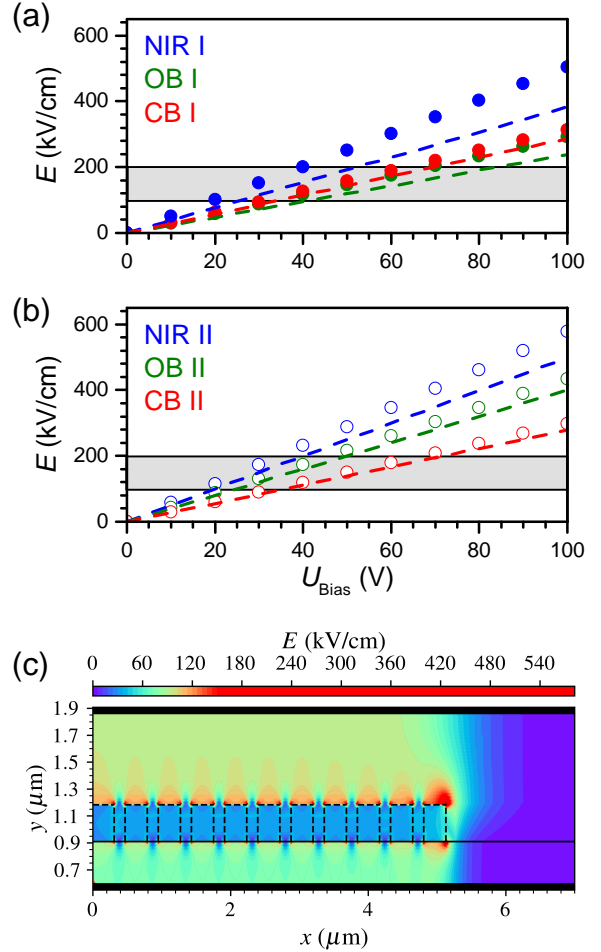 (a)
600
400
200
0
E (kV/cm)
NIR I
OB I
CB I
0 20 40 60 80 100
(b)
600
400
200
0
E (kV/cm)
NIR II
OB II
CB II
0 20 40 60 80 100
U_Bias (V)
(c)
E (kV/cm)
0 60 120 180 240 300 360 420 480 540
1.9
1.7
1.5
1.3
1.1
0.9
0.7
y (μm)
0 2 4 6
x (μm)